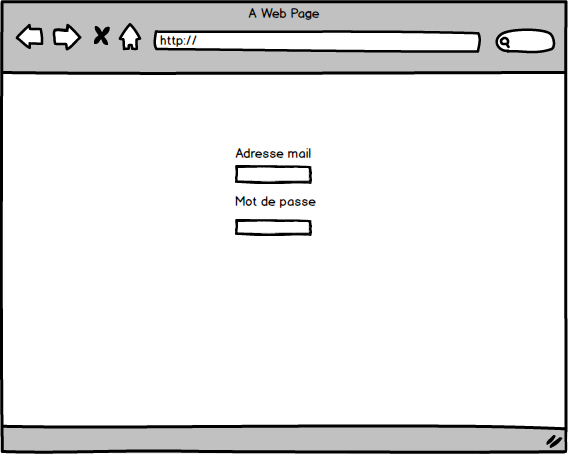 A Web Page
http://
Adresse mail
Mot de passe